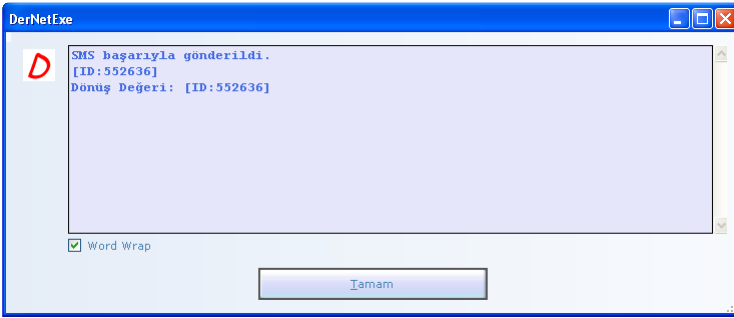 DerNetExe
SMS başarıyla gönderildi.
[ID:552636]
Dönüş Değeri: [ID:552636]
Word Wrap
Tamam